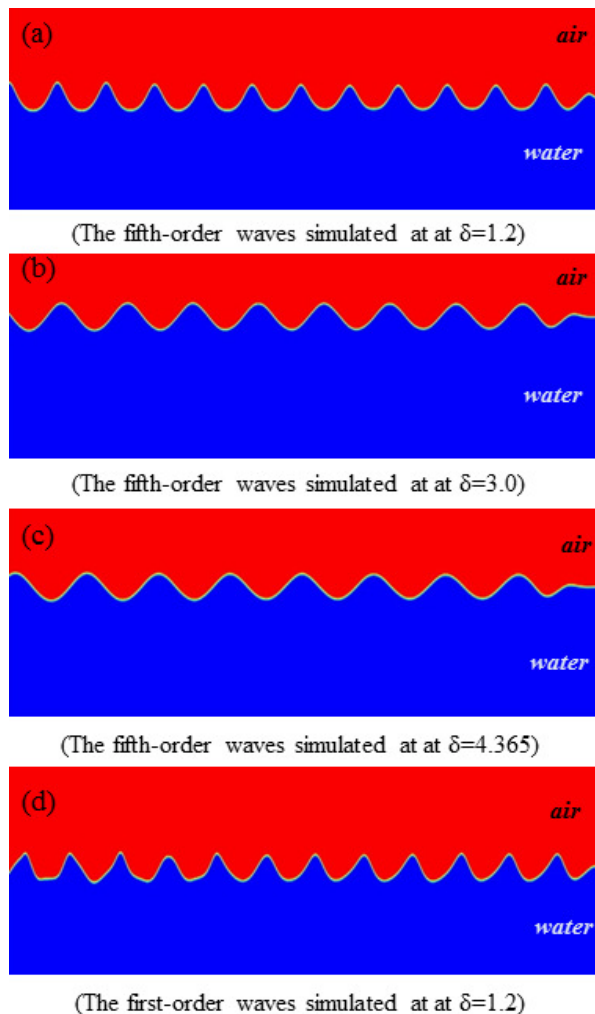 (a)
air
water
(The fifth-order waves simulated at at δ=1.2)
(b)
air
water
(The fifth-order waves simulated at at δ=3.0)
(c)
air
water
(The fifth-order waves simulated at at δ=4.365)
(d)
air
water
(The first-order waves simulated at at δ=1.2)